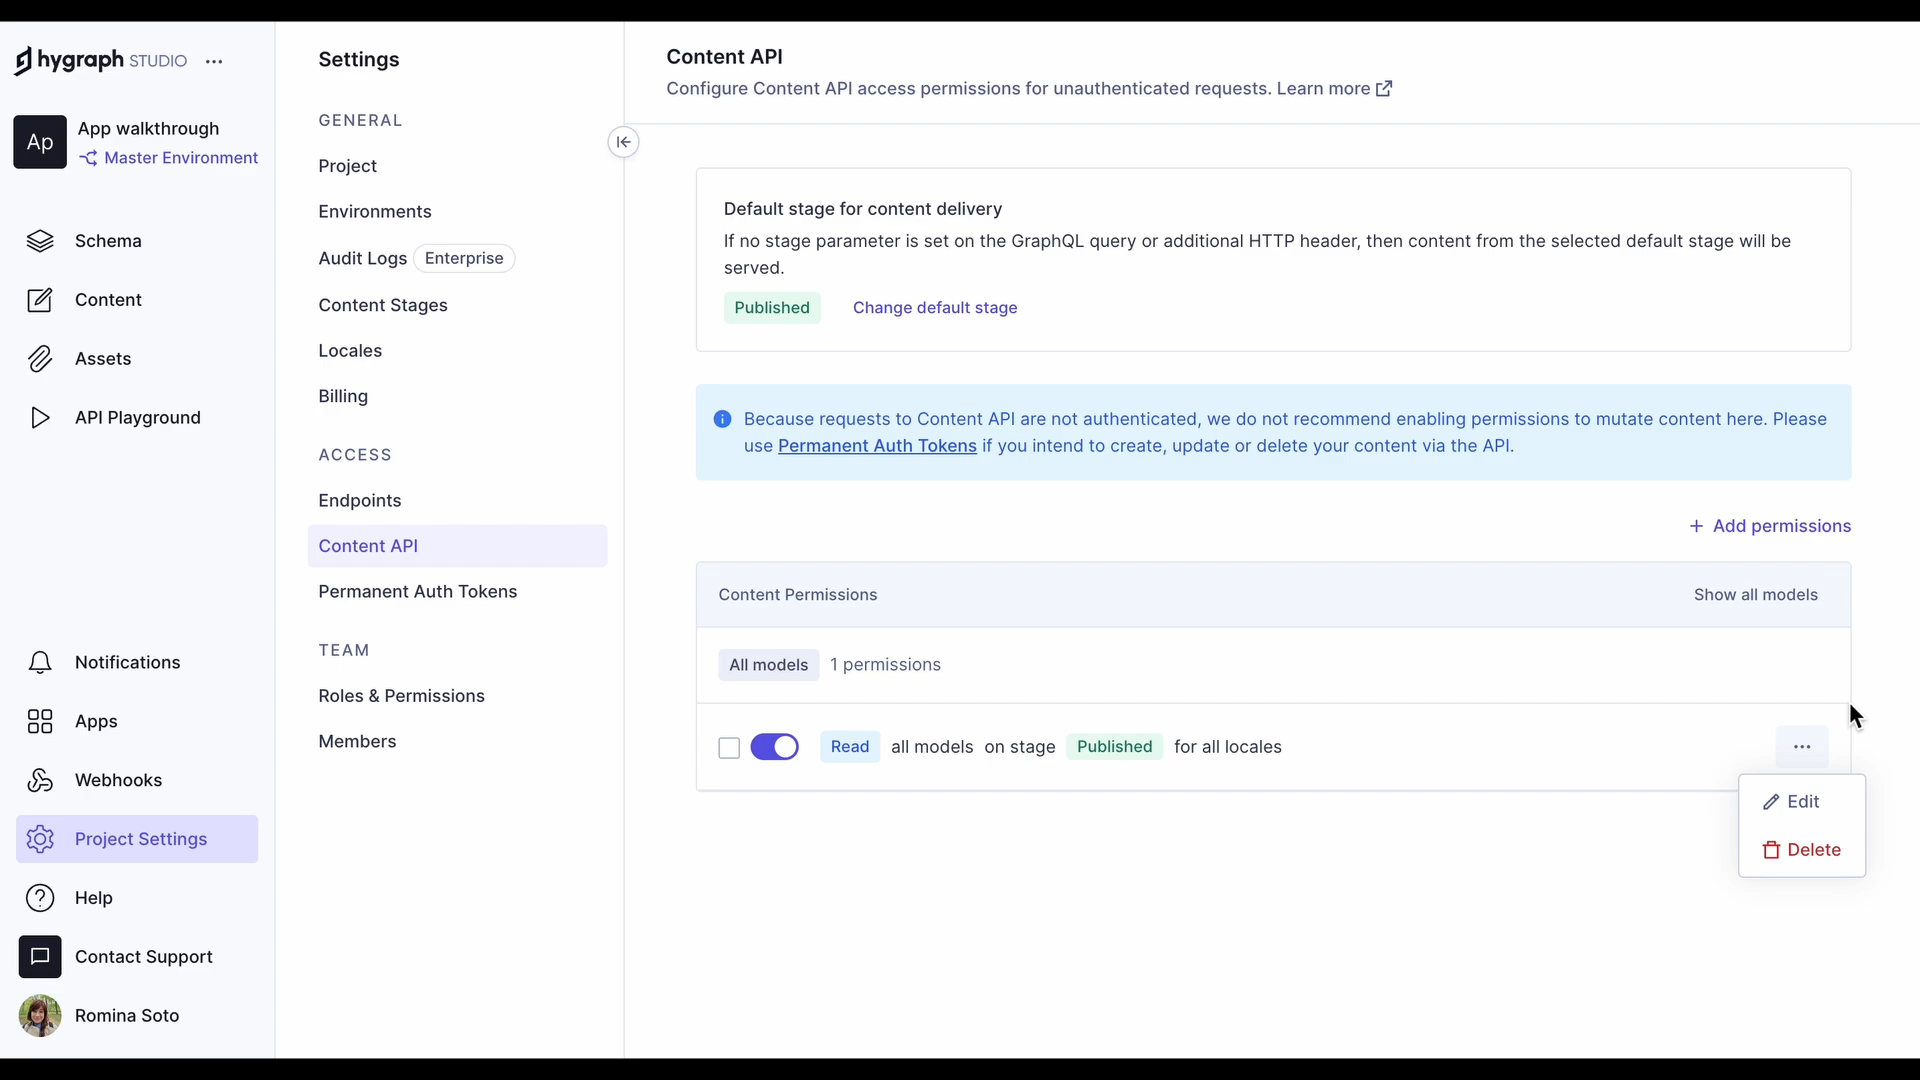 hygraph STUDIO
Ap
App walkthrough
Master Environment
Schema
Content
Assets
API Playground
Notifications
Apps
Webhooks
Project Settings
Help
Contact Support
Romina Soto
Settings
GENERAL
Project
Environments
Audit Logs Enterprise
Content Stages
Locales
Billing
ACCESS
Endpoints
Content API
Permanent Auth Tokens
TEAM
Roles & Permissions
Members
Content API
Configure Content API access permissions for unauthenticated requests. Learn more
Default stage for content delivery
If no stage parameter is set on the GraphQL query or additional HTTP header, then content from the selected default stage will be
served.
Published Change default stage
Because requests to Content API are not authenticated, we do not recommend enabling permissions to mutate content here. Please
use Permanent Auth Tokens if you intend to create, update or delete your content via the API.
+ Add permissions
Content Permissions Show all models
All models 1 permissions
Read all models on stage Published for all locales
Edit
Delete